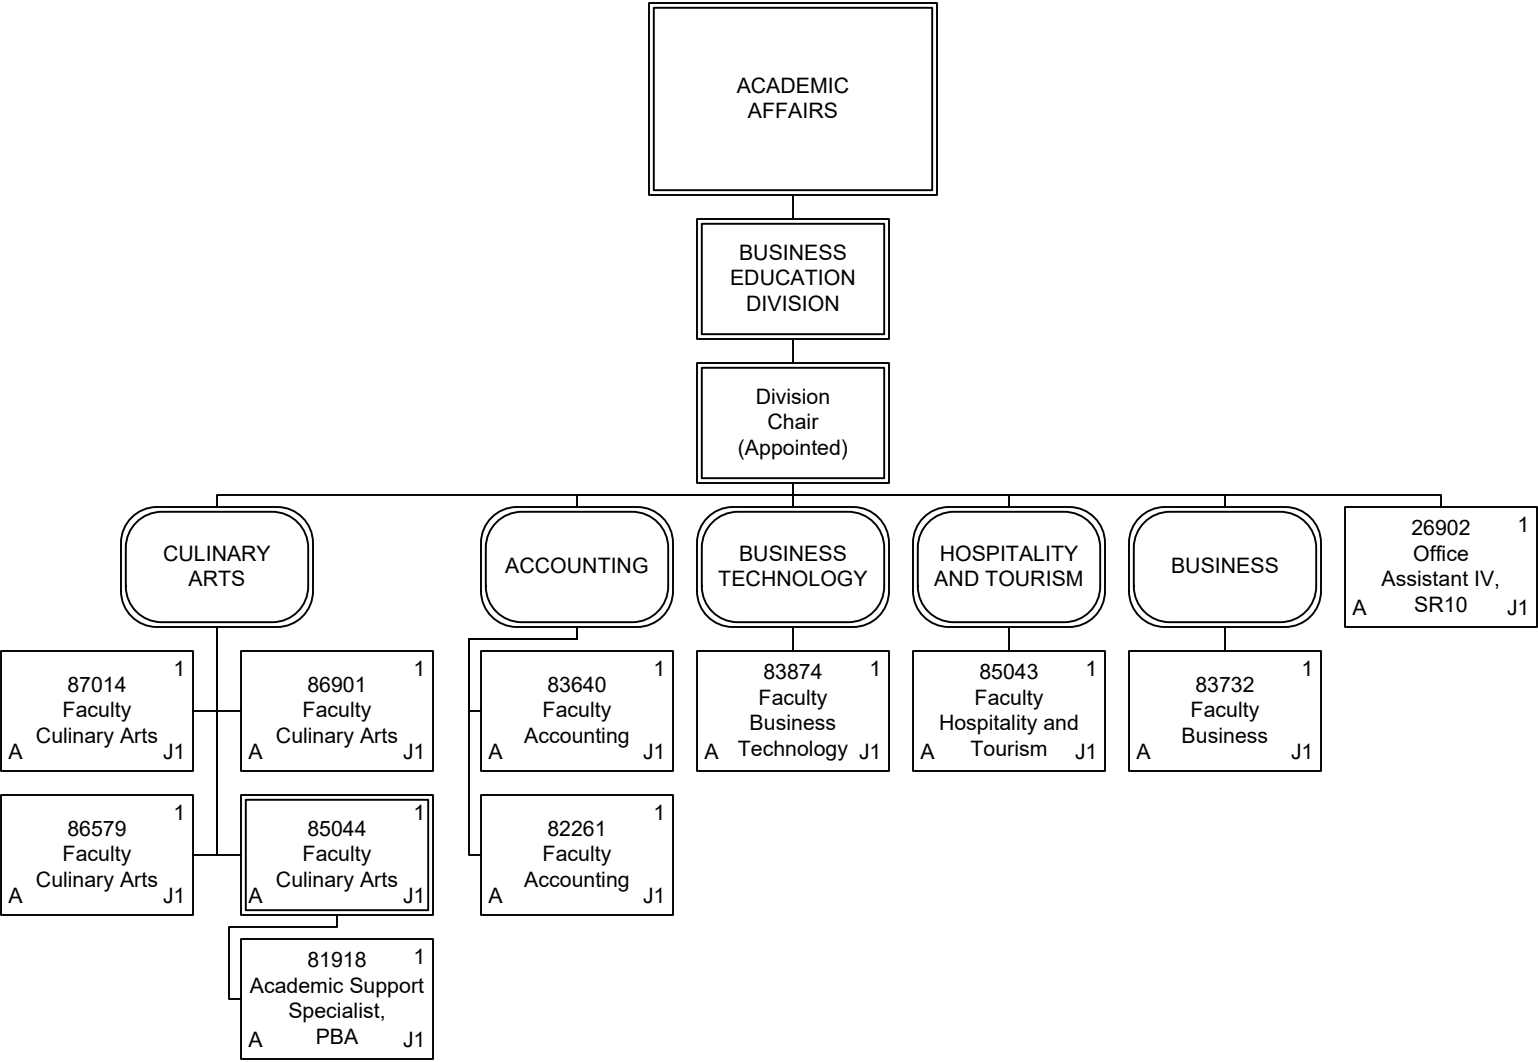 ACADEMIC
AFFAIRS
BUSINESS
EDUCATION
DIVISION
Division
Chair
(Appointed)
CULINARY
ARTS
ACCOUNTING
BUSINESS
TECHNOLOGY
HOSPITALITY
AND TOURISM
BUSINESS
26902 1
Office
Assistant IV,
A SR10 J1
87014 1
Faculty
Culinary Arts
A J1
86901 1
Faculty
Culinary Arts
A J1
83640 1
Faculty
Accounting
A J1
83874 1
Faculty
Business
A Technology J1
85043 1
Faculty
Hospitality and
A Tourism J1
83732 1
Faculty
Business
A J1
86579 1
Faculty
Culinary Arts
A J1
85044 1
Faculty
Culinary Arts
A J1
82261 1
Faculty
Accounting
A J1
81918 1
Academic Support
Specialist,
A PBA J1